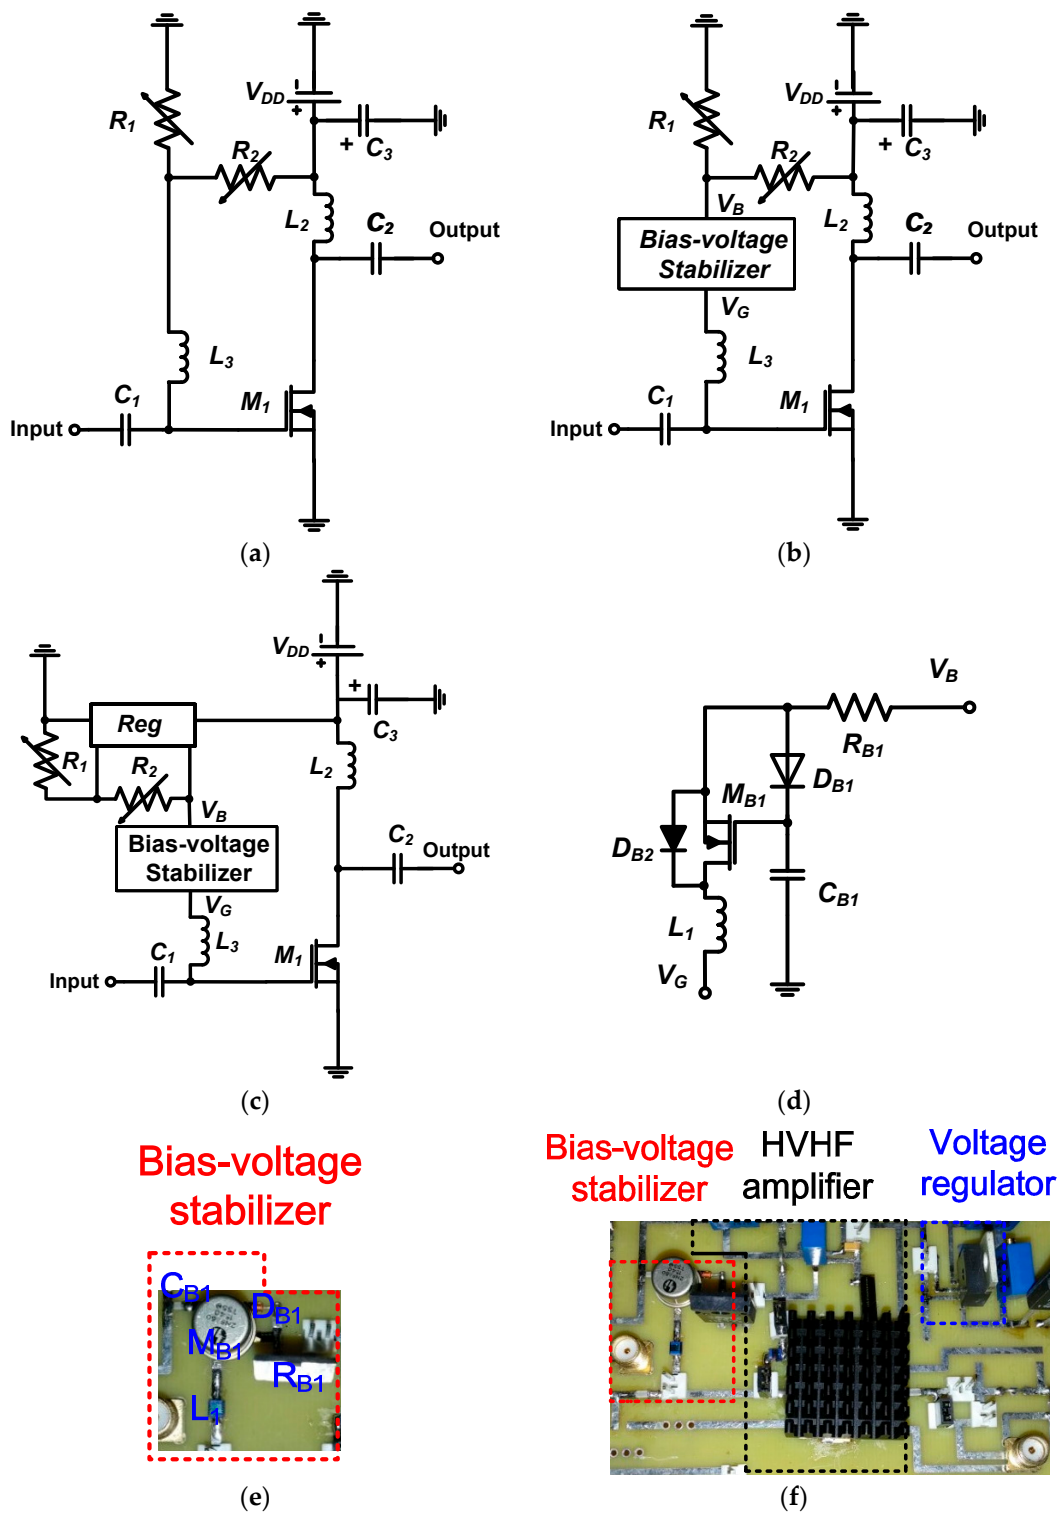 R1
VDD
C3
R2
L2
C2
Output
L3
C1
M1
Input
(a)
R1
VDD
C3
R2
VB
L2
C2
Output
Bias-voltage
Stabilizer
VG
L3
C1
M1
Input
(b)
VDD
Reg
C3
R1
R2
L2
VB
Bias-voltage
Stabilizer
C2
Output
VG
C1
L3
M1
Input
(c)
VB
RB1
DB1
MB1
DB2
CB1
L1
VG
(d)
Bias-voltage
stabilizer
CB1
DB1
MB1
RB1
L1
(e)
Bias-voltage
stabilizer
HVHF
amplifier
Voltage
regulator
(f)